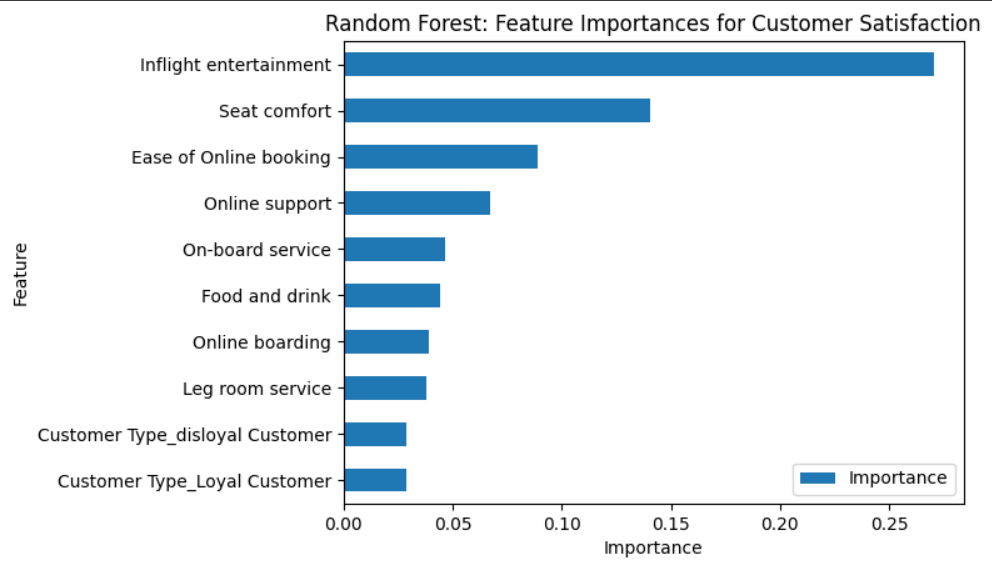 Random Forest: Feature Importances for Customer Satisfaction
Feature
Inflight entertainment
Seat comfort
Ease of Online booking
Online support
On-board service
Food and drink
Online boarding
Leg room service
Customer Type_disloyal Customer
Customer Type_Loyal Customer
Importance
0.00 0.05 0.10 0.15 0.20 0.25
Importance